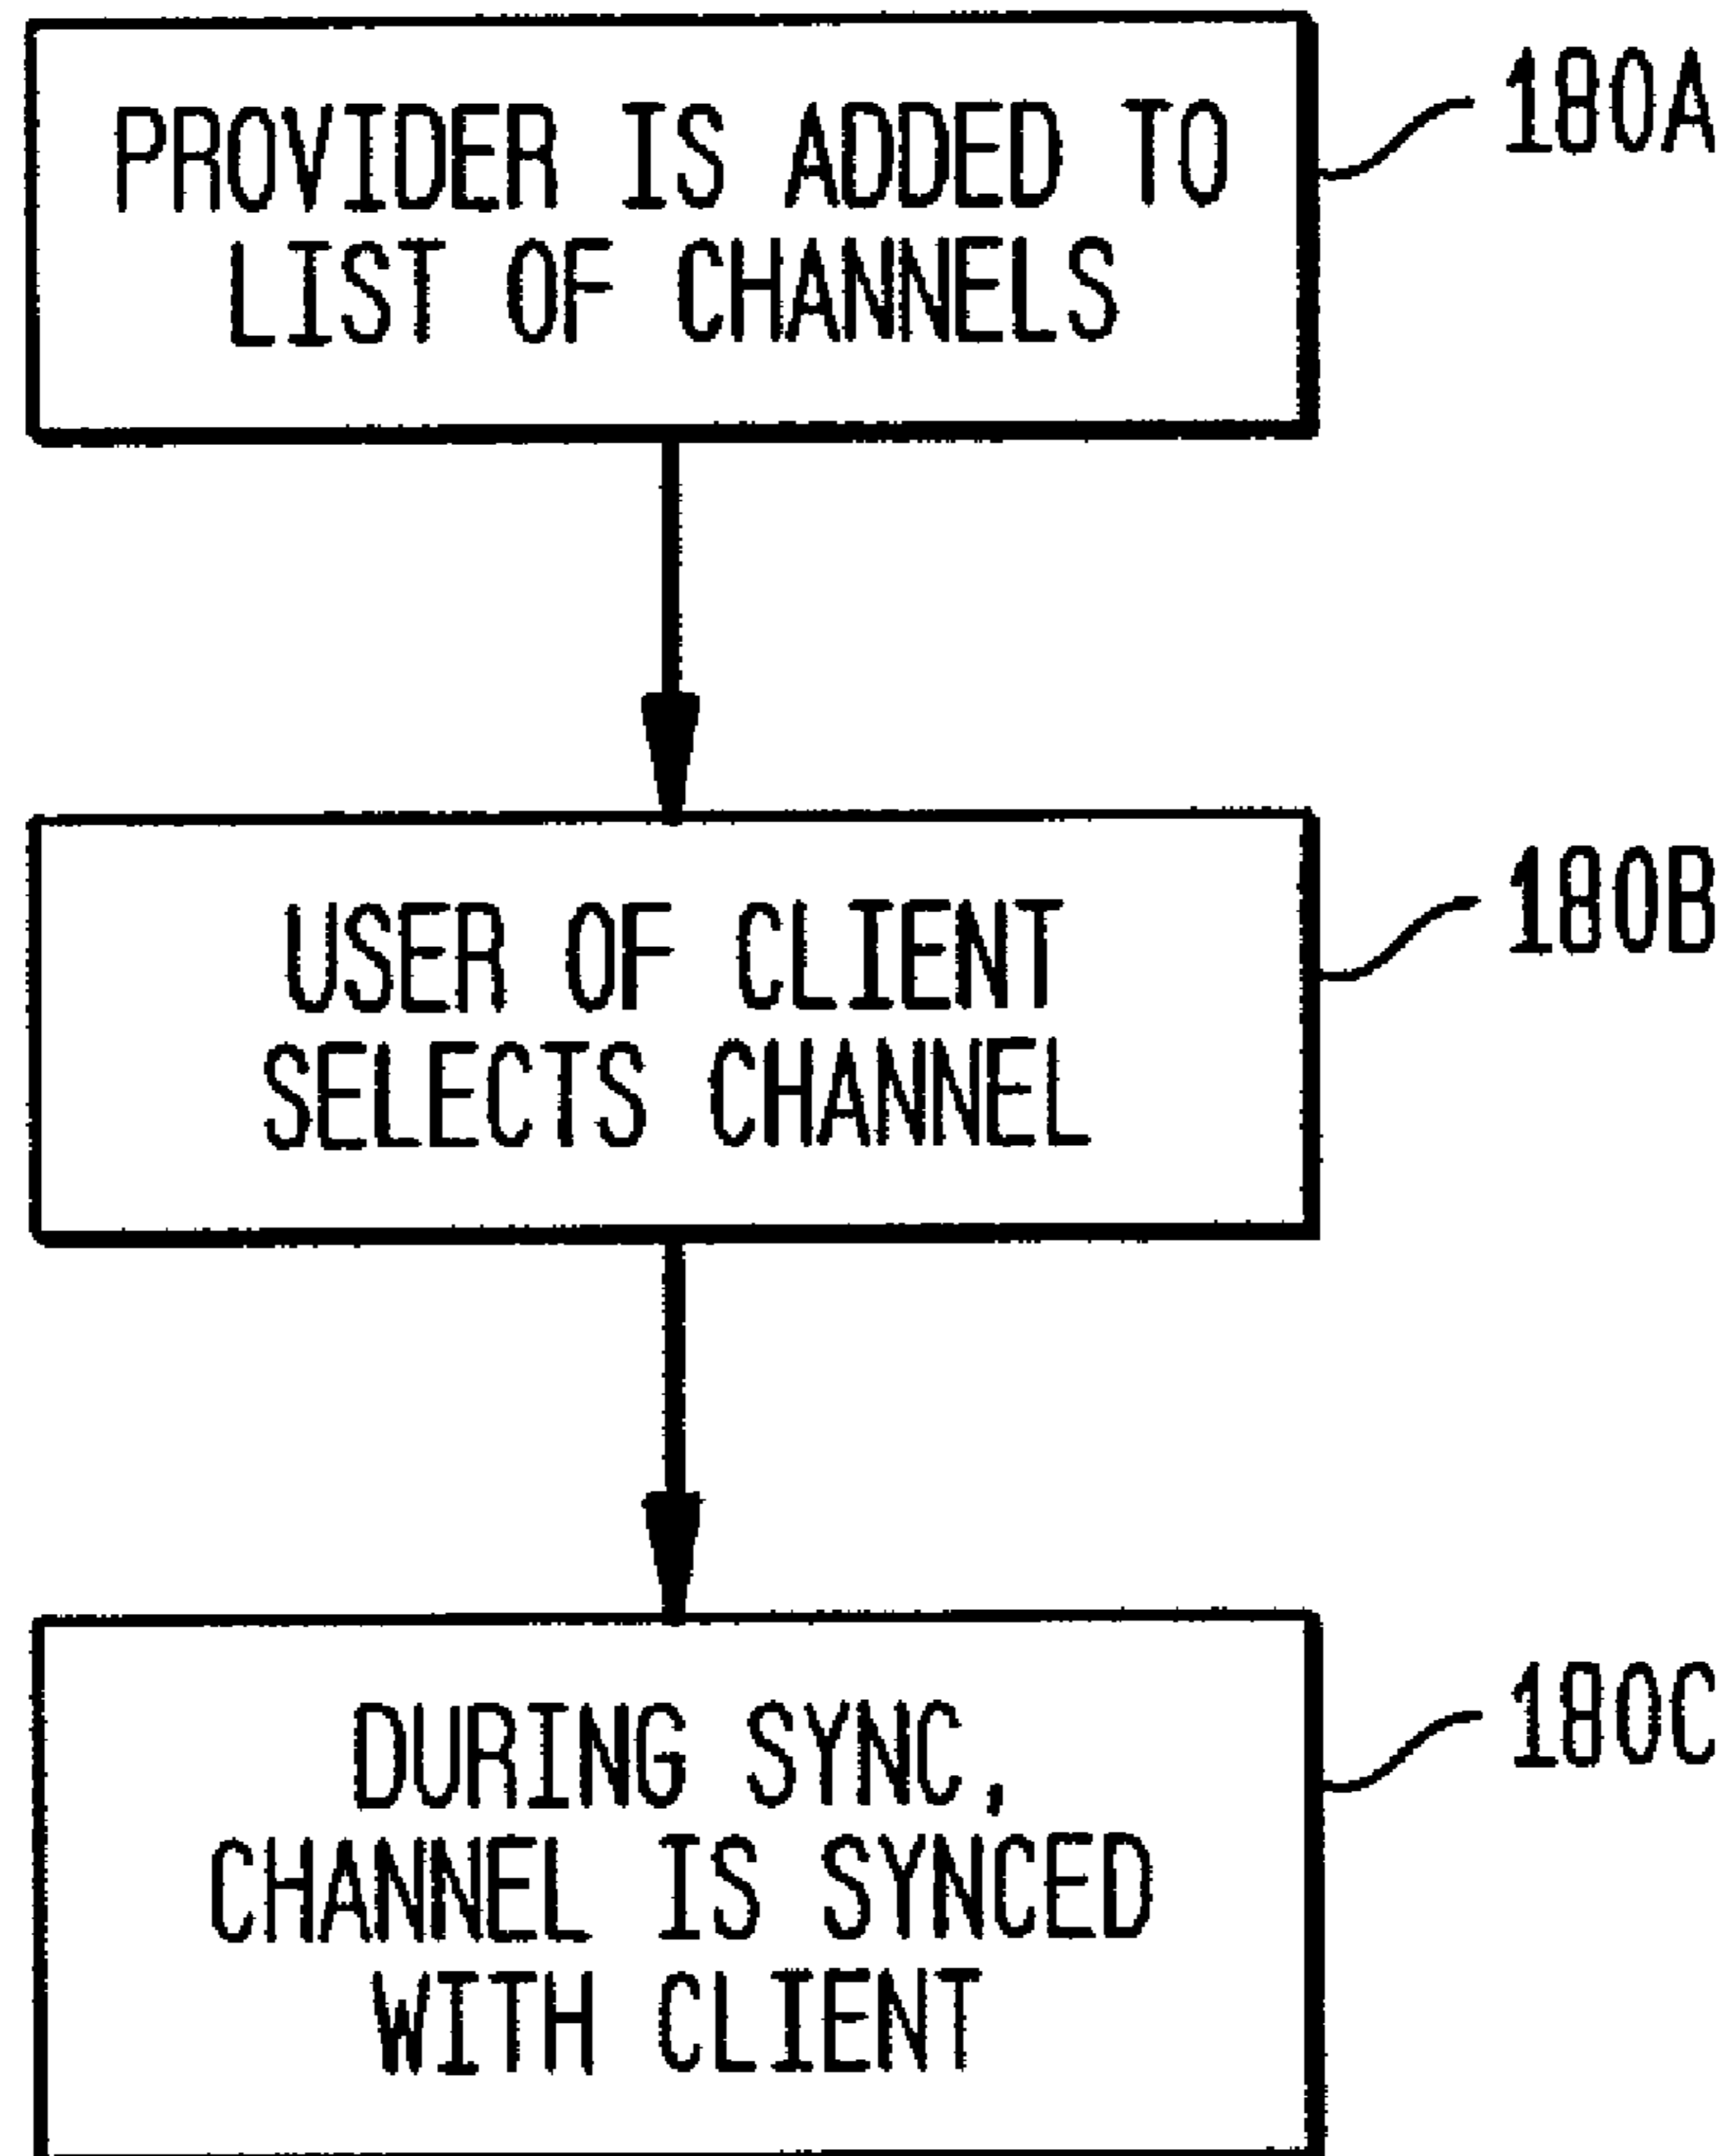 PROVIDER IS ADDED TO
LIST OF CHANNELS
180A
USER OF CLIENT
SELECTS CHANNEL
180B
DURING SYNC,
CHANNEL IS SYNCED
WITH CLIENT
180C